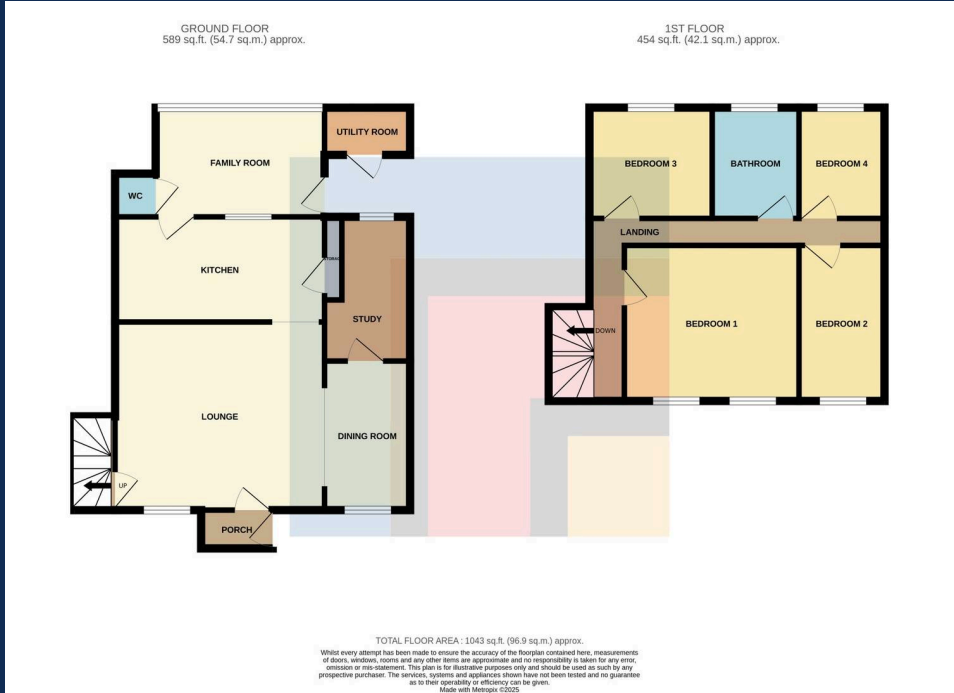 GROUND FLOOR
589 sq.ft. (54.7 sq.m.) approx.
1ST FLOOR
454 sq.ft. (42.1 sq.m.) approx.
UTILITY ROOM
FAMILY ROOM
WC
KITCHEN
STORAGE
STUDY
LOUNGE
DINING ROOM
UP
PORCH
BEDROOM 3
BATHROOM
BEDROOM 4
LANDING
DOWN
BEDROOM 1
BEDROOM 2
TOTAL FLOOR AREA : 1043 sq.ft. (96.9 sq.m.) approx.
Whilst every attempt has been made to ensure the accuracy of the floorplan contained here, measurements
of doors, windows, rooms and any other items are approximate and no responsibility is taken for any error,
omission or mis-statement. This plan is for illustrative purposes only and should be used as such by any
prospective purchaser. The services, systems and appliances shown have not been tested and no guarantee
as to their operability or efficiency can be given.
Made with Metropix ©2025